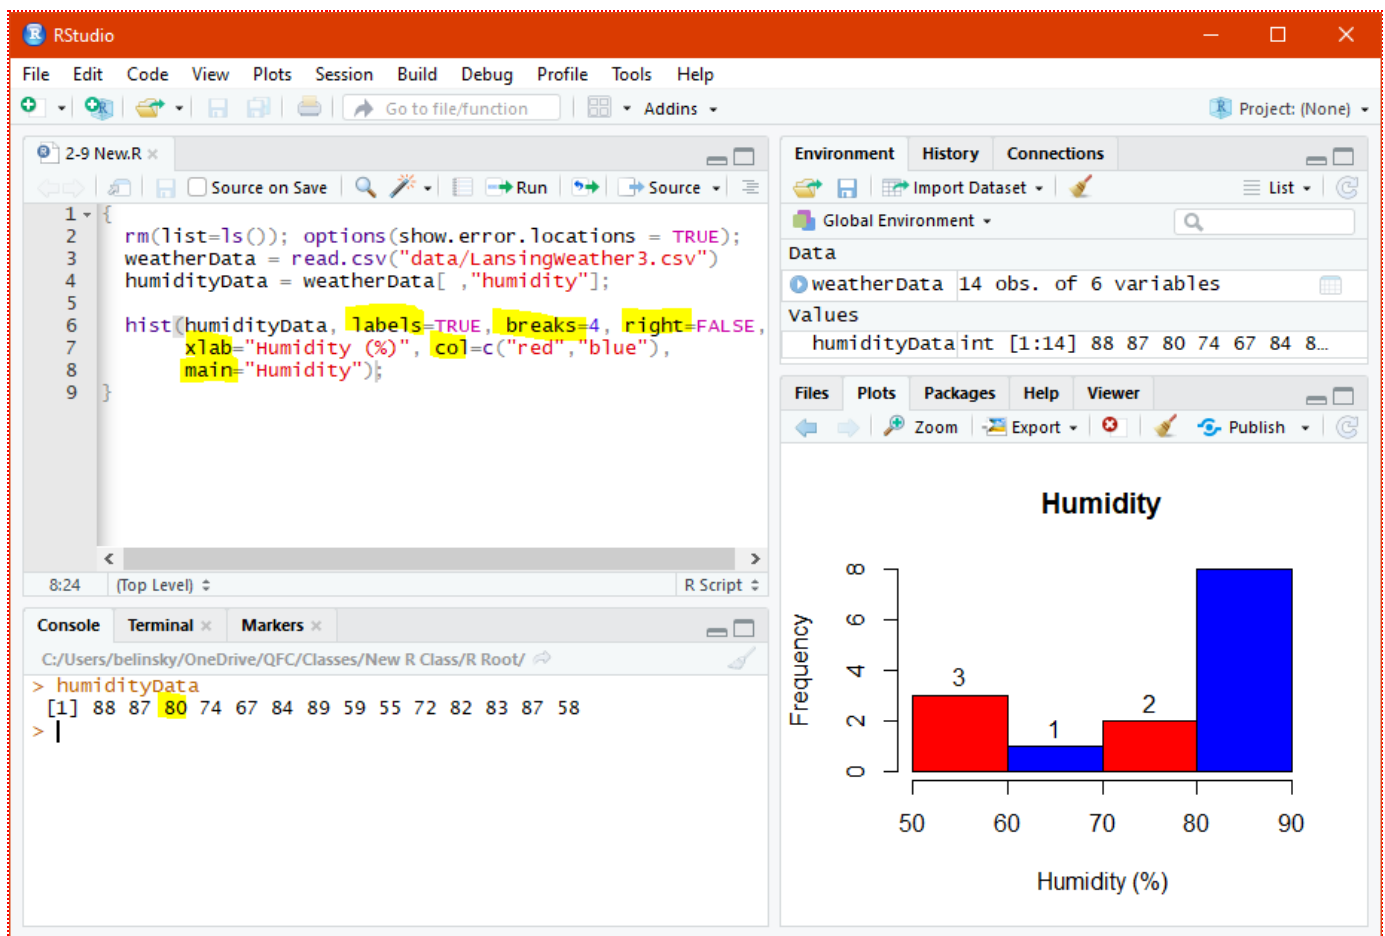 RStudio
File Edit Code View Plots Session Build Debug Profile Tools Help
Go to file/function Addins Project: (None)
2-9 New.R
Source on Save Run Source
1 {
2 rm(list=ls()); options(show.error.locations = TRUE);
3 weatherData = read.csv("data/LansingWeather3.csv")
4 humidityData = weatherData[ ,"humidity"];
5
6 hist(humidityData, labels=TRUE, breaks=4, right=FALSE,
7 xlab="Humidity (%)", col=c("red","blue"),
8 main="Humidity");
9 }
8:24 (Top Level) R Script
Console Terminal Markers
C:/Users/belinsky/OneDrive/QFC/Classes/New R Class/R Root/
> humidityData
[1] 88 87 80 74 67 84 89 59 55 72 82 83 87 58
>
Environment History Connections
Import Dataset List
Global Environment
Data
weatherData 14 obs. of 6 variables
Values
humidityData int [1:14] 88 87 80 74 67 84 8…
Files Plots Packages Help Viewer
Zoom Export Publish
Humidity
Frequency
8
6
4
2
0
3
1
2
50 60 70 80 90
Humidity (%)